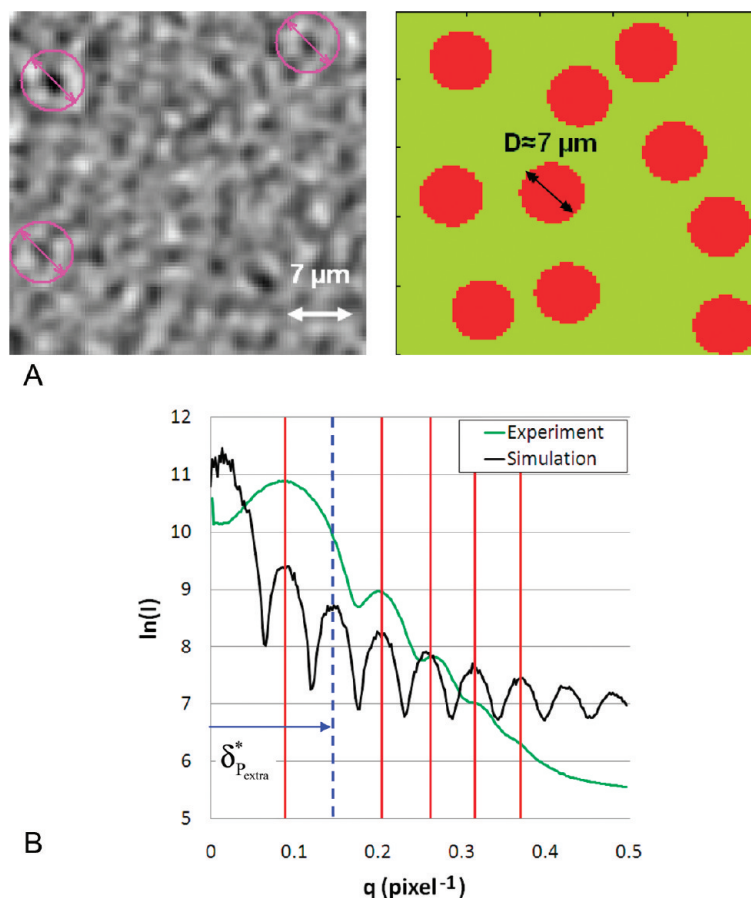 7 μm
D≈7 μm
A
12
11
10
9
8
7
6
5
ln(I)
Experiment
Simulation
δ*Pextra
0
0.1
0.2
0.3
0.4
0.5
q (pixel-1)
B